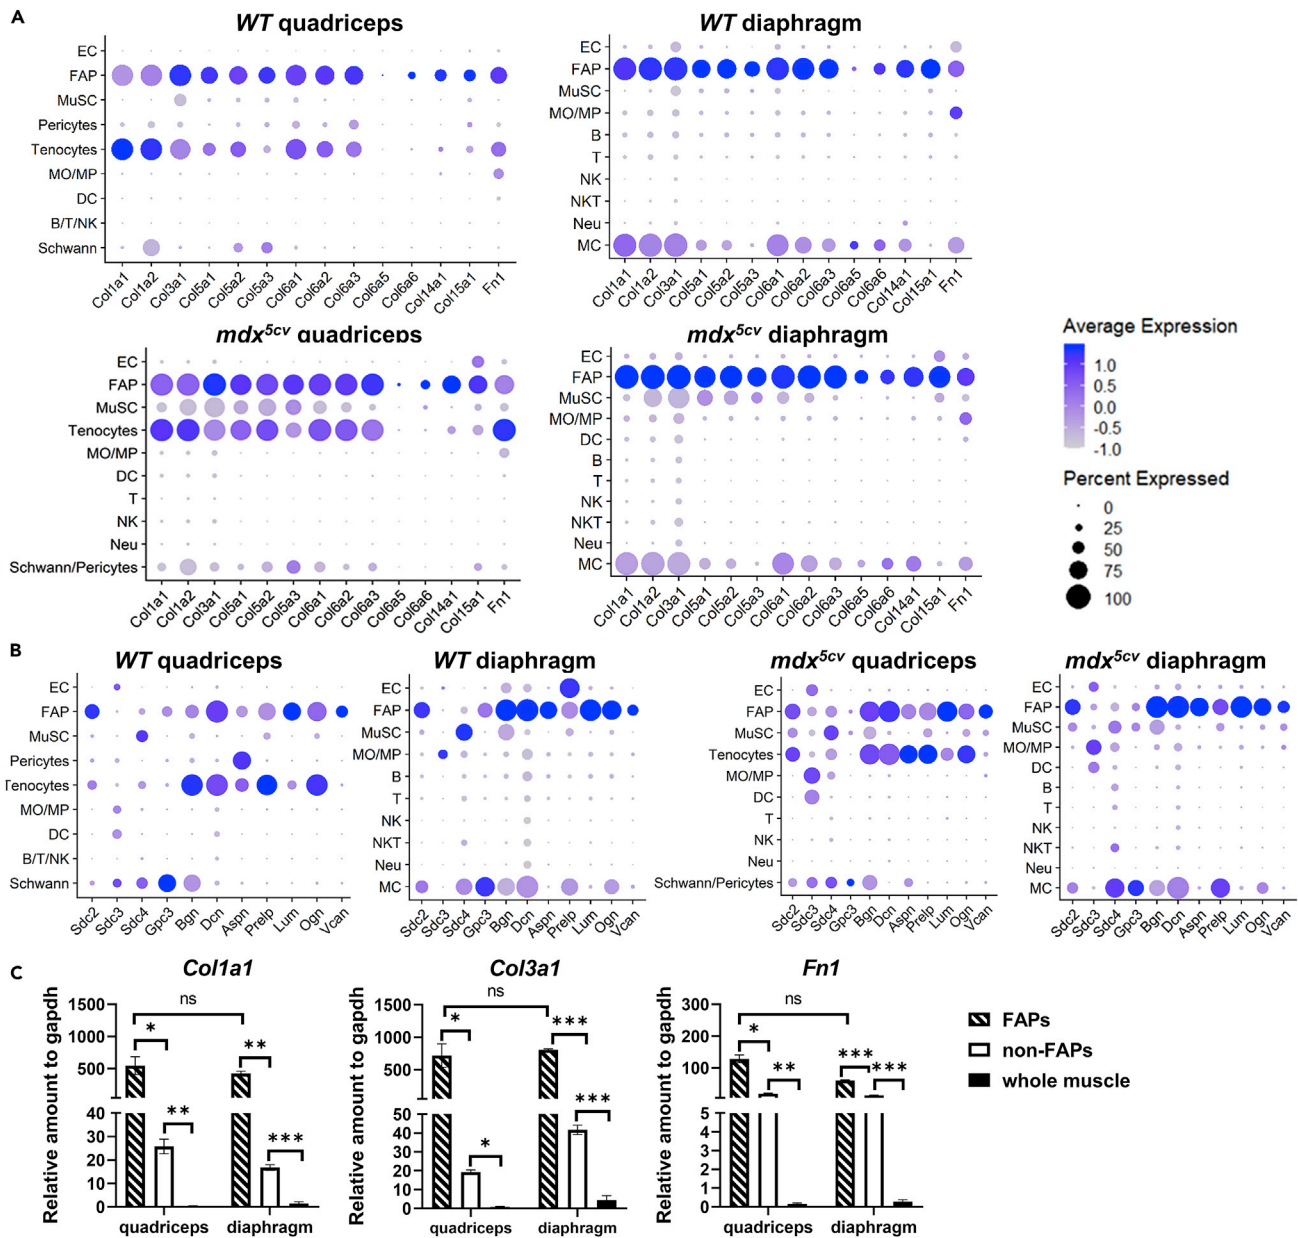 A
WT quadriceps
EC
FAP
MuSC
Pericytes
Tenocytes
MO/MP
DC
B/T/NK
Schwann
Col1a1 Col1a2 Col3a1 Col5a1 Col5a2 Col5a3 Col6a1 Col6a2 Col6a3 Col6a5 Col6a6 Col14a1 Col15a1 Fn1
WT diaphragm
EC
FAP
MuSC
MO/MP
B
T
NK
NKT
Neu
MC
Col1a1 Col1a2 Col3a1 Col5a1 Col5a2 Col5a3 Col6a1 Col6a2 Col6a3 Col6a5 Col6a6 Col14a1 Col15a1 Fn1
mdx5cv quadriceps
EC
FAP
MuSC
Tenocytes
MO/MP
DC
T
NK
Neu
Schwann/Pericytes
Col1a1 Col1a2 Col3a1 Col5a1 Col5a2 Col5a3 Col6a1 Col6a2 Col6a3 Col6a5 Col6a6 Col14a1 Col15a1 Fn1
mdx5cv diaphragm
EC
FAP
MuSC
MO/MP
DC
B
T
NK
NKT
Neu
MC
Col1a1 Col1a2 Col3a1 Col5a1 Col5a2 Col5a3 Col6a1 Col6a2 Col6a3 Col6a5 Col6a6 Col14a1 Col15a1 Fn1
Average Expression
1.0
0.5
0.0
-0.5
-1.0
Percent Expressed
0
25
50
75
100
B
WT quadriceps
EC
FAP
MuSC
Pericytes
Tenocytes
MO/MP
DC
B/T/NK
Schwann
Sdc2 Sdc3 Sdc4 Gpc3 Bgn Dcn Aspn Prelp Lum Ogn Vcan
WT diaphragm
EC
FAP
MuSC
MO/MP
B
T
NK
NKT
Neu
MC
Sdc2 Sdc3 Sdc4 Gpc3 Bgn Dcn Aspn Prelp Lum Ogn Vcan
mdx5cv quadriceps
EC
FAP
MuSC
Tenocytes
MO/MP
DC
T
NK
Neu
Schwann/Pericytes
Sdc2 Sdc3 Sdc4 Gpc3 Bgn Dcn Aspn Prelp Lum Ogn Vcan
mdx5cv diaphragm
EC
FAP
MuSC
MO/MP
DC
B
T
NK
NKT
Neu
MC
Sdc2 Sdc3 Sdc4 Gpc3 Bgn Dcn Aspn Prelp Lum Ogn Vcan
C
Col1a1
Relative amount to gapdh
1500
1000
500
40
30
20
10
0
ns
* **
** ***
quadriceps diaphragm
Col3a1
Relative amount to gapdh
1500
1000
500
50
40
30
20
10
0
ns
* ***
* ***
quadriceps diaphragm
Fn1
Relative amount to gapdh
300
200
100
5
4
3
2
1
0
ns
* ** *** ***
quadriceps diaphragm
FAPs
non-FAPs
whole muscle